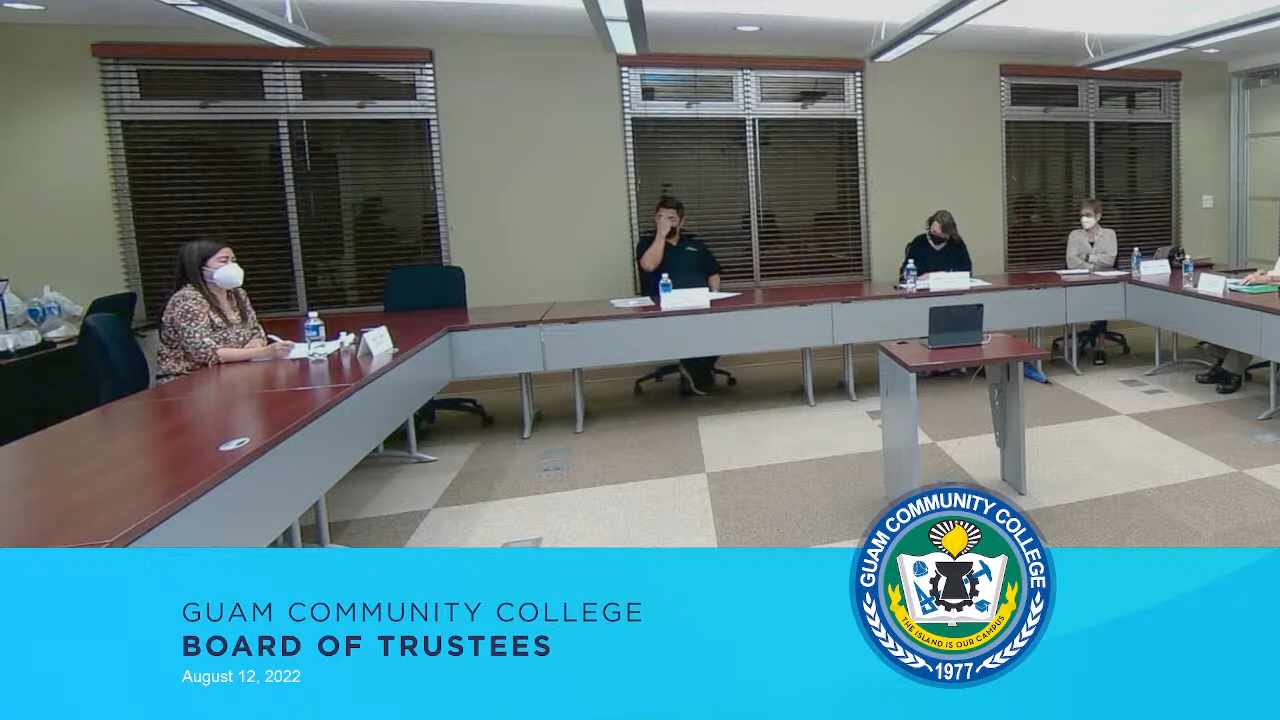 GUAM COMMUNITY COLLEGE
BOARD OF TRUSTEES
August 12, 2022
GUAM COMMUNITY COLLEGE
THE ISLAND IS OUR CAMPUS
1977